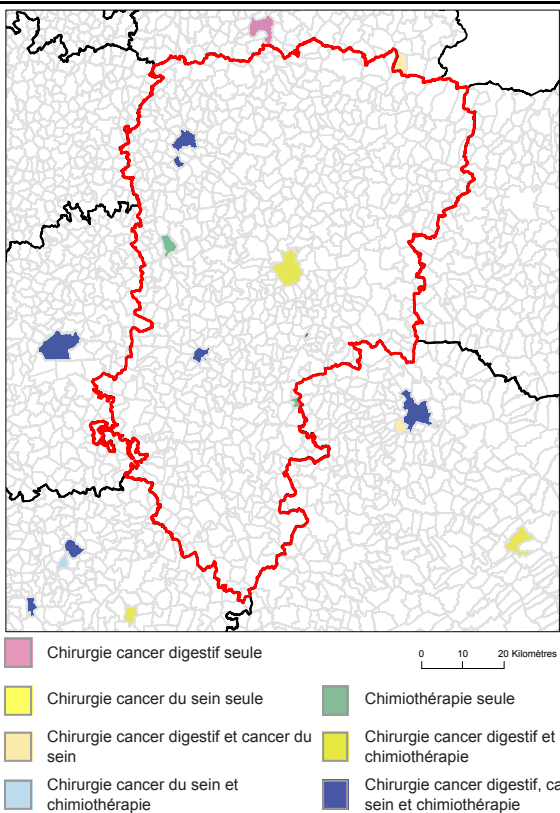 Chirurgie cancer digestif seule
0 10 20 Kilomètres
Chirurgie cancer du sein seule
Chimiothérapie seule
Chirurgie cancer digestif et cancer du
sein
Chirurgie cancer digestif et
chimiothérapie
Chirurgie cancer du sein et
chimiothérapie
Chirurgie cancer digestif, ca
sein et chimiothérapie